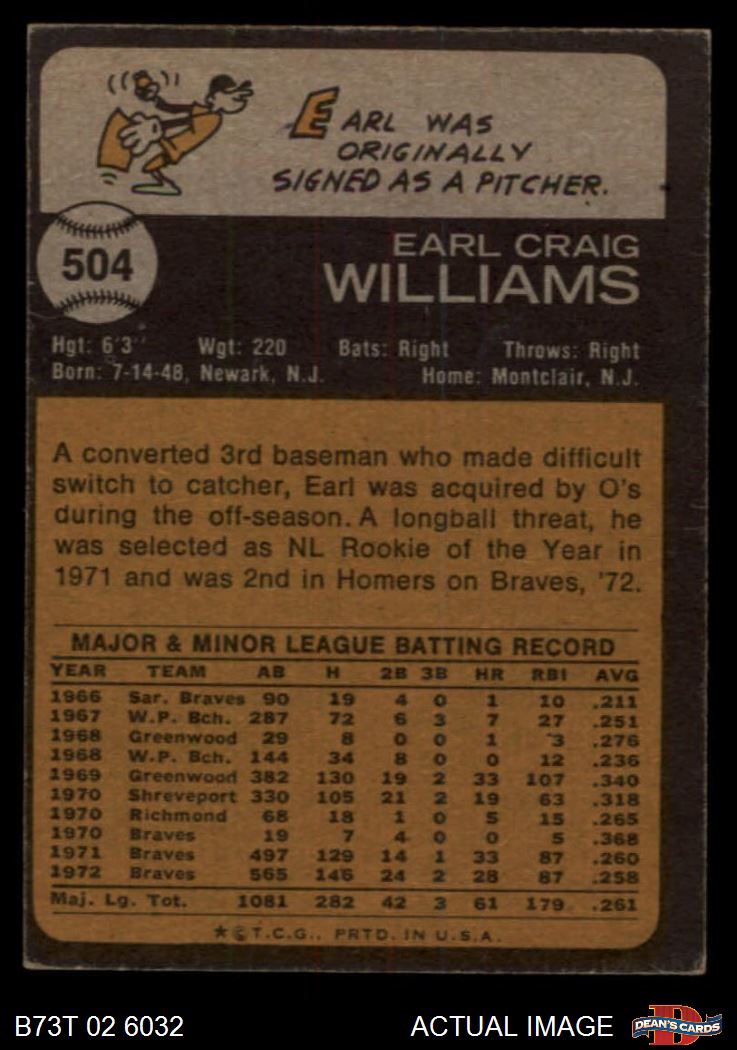 EARL WAS
ORIGINALLY
SIGNED AS A PITCHER.
504
EARL CRAIG
WILLIAMS
Hgt: 6'3" Wgt: 220 Bats: Right Throws: Right
Born: 7-14-48, Newark, N.J. Home: Montclair, N.J.
A converted 3rd baseman who made difficult
switch to catcher, Earl was acquired by O's
during the off-season. A longball threat, he
was selected as NL Rookie of the Year in
1971 and was 2nd in Homers on Braves, '72.
MAJOR & MINOR LEAGUE BATTING RECORD
YEAR TEAM AB H 2B 3B HR RBI AVG
1966 Sar. Braves 90 19 4 0 1 10 .211
1967 W.P. Bch. 287 72 6 3 7 27 .251
1968 Greenwood 29 8 0 0 1 3 .276
1968 W.P. Bch. 144 34 8 0 0 12 .236
1969 Greenwood 382 130 19 2 33 107 .340
1970 Shreveport 330 105 21 2 19 63 .318
1970 Richmond 68 18 1 0 5 15 .265
1970 Braves 19 7 4 0 0 5 .368
1971 Braves 497 129 14 1 33 87 .260
1972 Braves 565 146 24 2 28 87 .258
Maj. Lg. Tot. 1081 282 42 3 61 179 .261
★©T.C.G., PRTD. IN U.S.A.
B73T 02 6032 ACTUAL IMAGE D DEAN'S CARDS